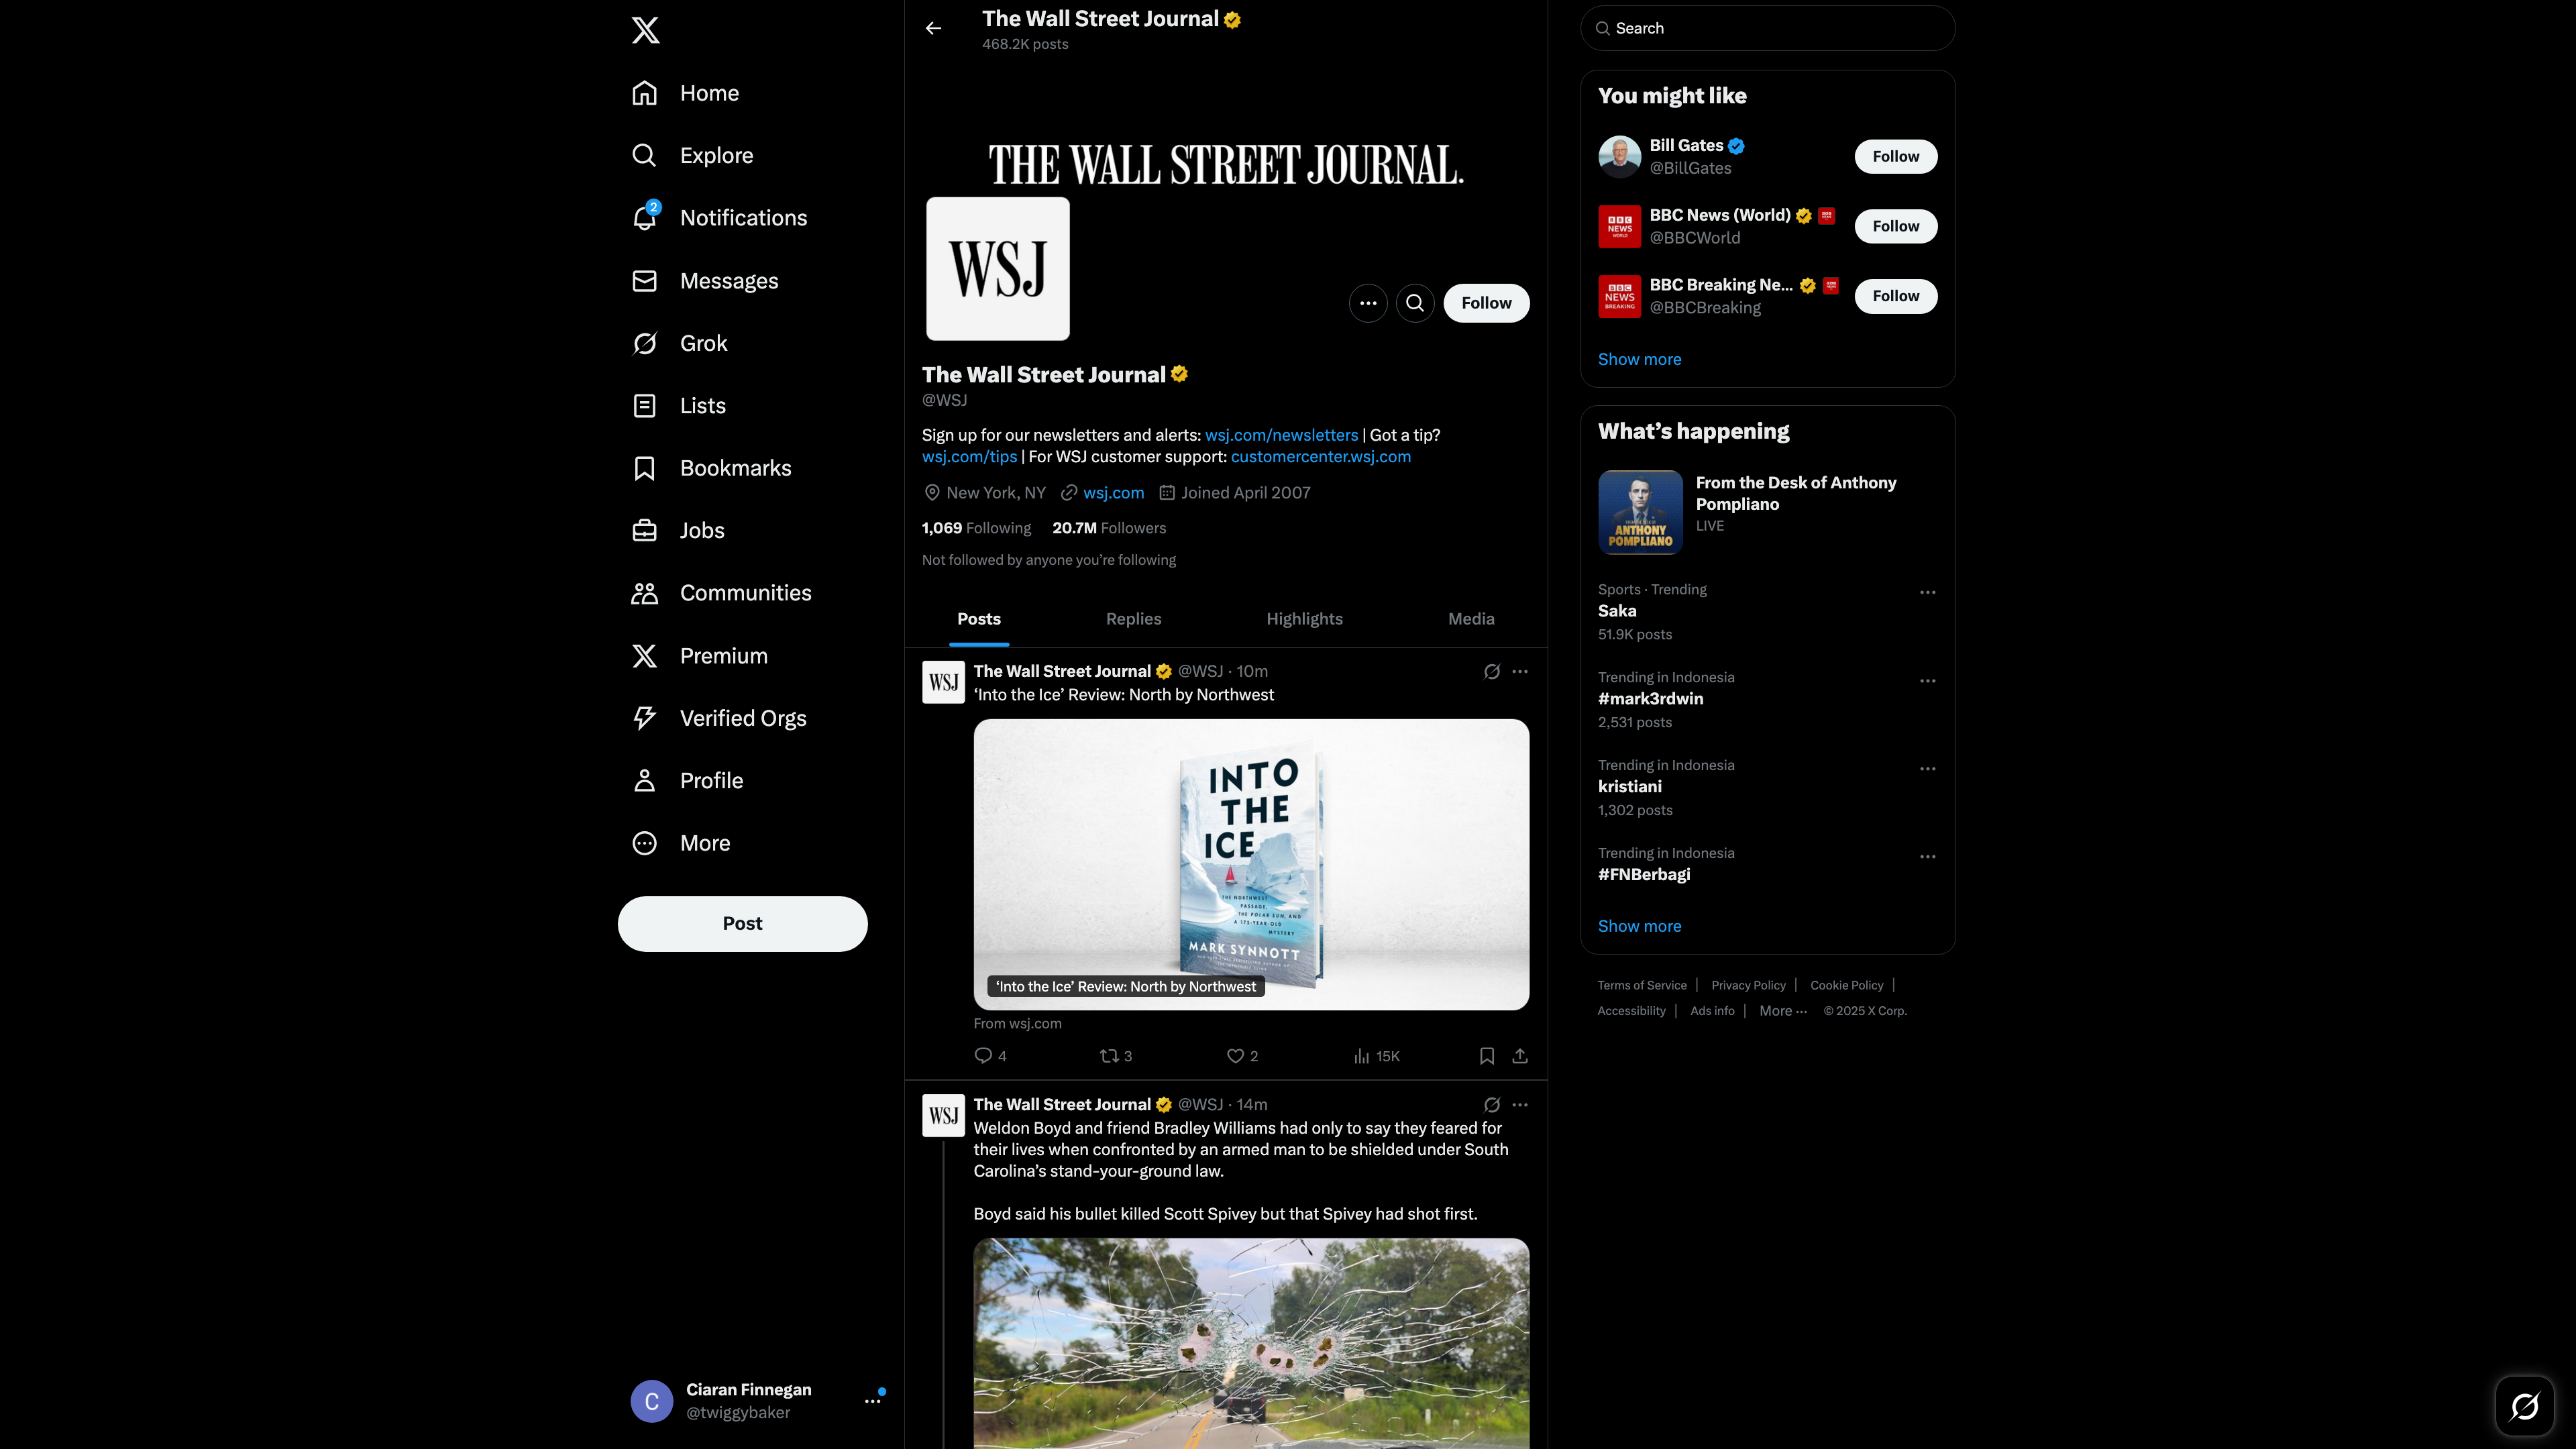 Home
Explore
2
Notifications
Messages
Grok
Lists
Bookmarks
Jobs
Communities
Premium
Verified Orgs
Profile
More
Post
C
Ciaran Finnegan
@twiggybaker
The Wall Street Journal
468.2K posts
THE WALL STREET JOURNAL.
WSJ
Follow
The Wall Street Journal
@WSJ
Sign up for our newsletters and alerts: wsj.com/newsletters | Got a tip?
wsj.com/tips | For WSJ customer support: customercenter.wsj.com
New York, NY wsj.com Joined April 2007
1,069 Following 20.7M Followers
Not followed by anyone you’re following
Posts Replies Highlights Media
WSJ
The Wall Street Journal @WSJ · 10m
‘Into the Ice’ Review: North by Northwest
INTO
THE
ICE
THE NORTHWEST
PASSAGE,
THE POLAR SUN, AND
A 175-YEAR-OLD
MYSTERY
MARK SYNNOTT
‘Into the Ice’ Review: North by Northwest
From wsj.com
4 3 2 15K
WSJ
The Wall Street Journal @WSJ · 14m
Weldon Boyd and friend Bradley Williams had only to say they feared for
their lives when confronted by an armed man to be shielded under South
Carolina’s stand-your-ground law.
Boyd said his bullet killed Scott Spivey but that Spivey had shot first.
Search
You might like
Bill Gates
@BillGates
Follow
BBC
NEWS
WORLD
BBC News (World)
@BBCWorld
Follow
BBC
NEWS
BREAKING
BBC Breaking Ne...
@BBCBreaking
Follow
Show more
What’s happening
ANTHONY
POMPLIANO
From the Desk of Anthony
Pompliano
LIVE
Sports · Trending
Saka
51.9K posts
Trending in Indonesia
#mark3rdwin
2,531 posts
Trending in Indonesia
kristiani
1,302 posts
Trending in Indonesia
#FNBerbagi
Show more
Terms of Service | Privacy Policy | Cookie Policy |
Accessibility | Ads info | More ··· © 2025 X Corp.